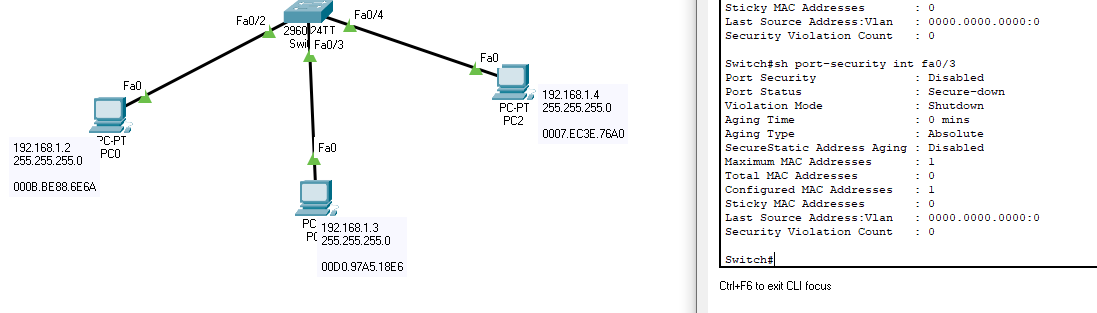 Fa0/2
Fa0/4
2960-24TT
Swit
Fa0/3
Fa0
Fa0
Fa0
PC-PT
PC0
192.168.1.2
255.255.255.0
000B.BE88.6E6A
PC-PT
PC2
192.168.1.4
255.255.255.0
0007.EC3E.76A0
PC
192.168.1.3
255.255.255.0
00D0.97A5.18E6
Sticky MAC Addresses : 0
Last Source Address:Vlan : 0000.0000.0000:0
Security Violation Count : 0
Switch#sh port-security int fa0/3
Port Security : Disabled
Port Status : Secure-down
Violation Mode : Shutdown
Aging Time : 0 mins
Aging Type : Absolute
SecureStatic Address Aging : Disabled
Maximum MAC Addresses : 1
Total MAC Addresses : 0
Configured MAC Addresses : 1
Sticky MAC Addresses : 0
Last Source Address:Vlan : 0000.0000.0000:0
Security Violation Count : 0
Switch#
Ctrl+F6 to exit CLI focus